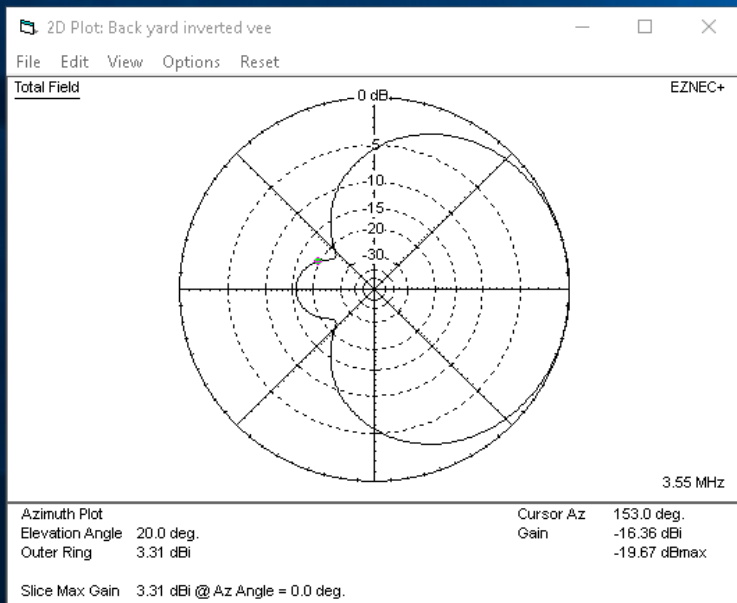 2D Plot: Back yard inverted vee
File Edit View Options Reset
Total Field
EZNEC+
0 dB
-5
-10
-15
-20
-30
3.55 MHz
Azimuth Plot
Elevation Angle 20.0 deg.
Outer Ring 3.31 dBi
Slice Max Gain 3.31 dBi @ Az Angle = 0.0 deg.
Cursor Az 153.0 deg.
Gain -16.36 dBi
-19.67 dBmax